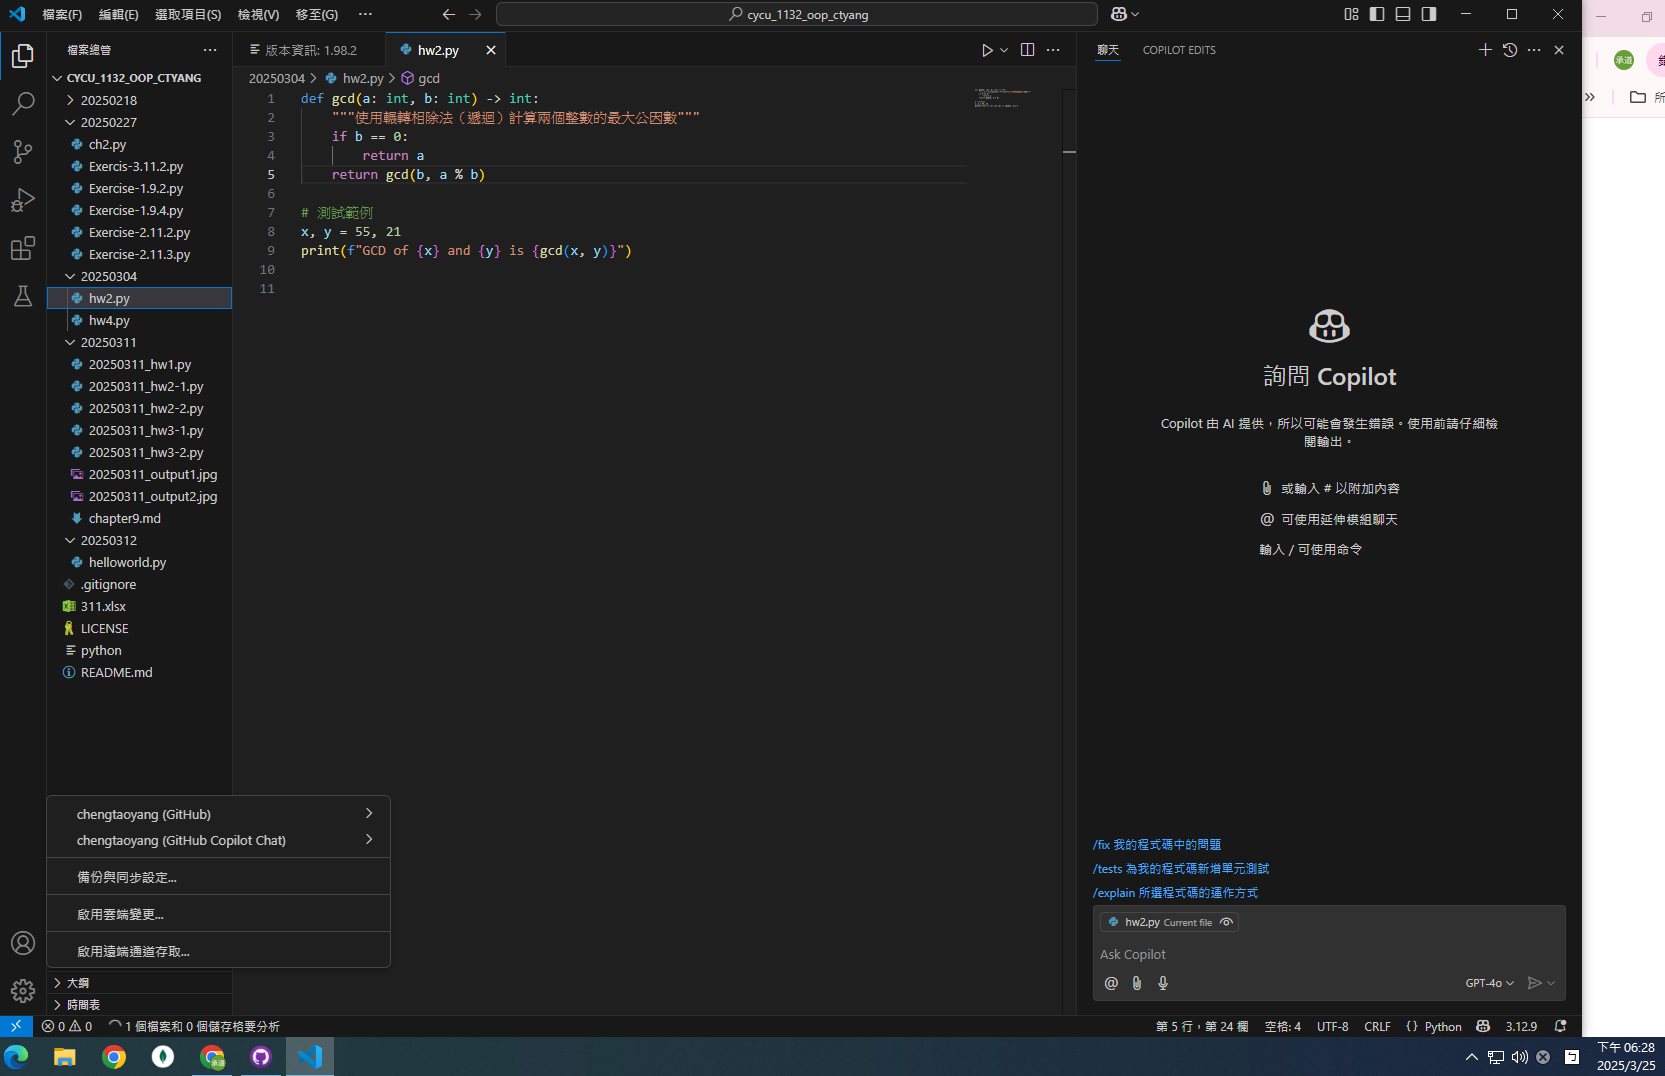 檔案(F) 編輯(E) 選取項目(S) 檢視(V) 移至(G) ···
cycu_1132_oop_ctyang
檔案總管
CYCU_1132_OOP_CTYANG
20250218
20250227
ch2.py
Exercis-3.11.2.py
Exercise-1.9.2.py
Exercise-1.9.4.py
Exercise-2.11.2.py
Exercise-2.11.3.py
20250304
hw2.py
hw4.py
20250311
20250311_hw1.py
20250311_hw2-1.py
20250311_hw2-2.py
20250311_hw3-1.py
20250311_hw3-2.py
20250311_output1.jpg
20250311_output2.jpg
chapter9.md
20250312
helloworld.py
.gitignore
311.xlsx
LICENSE
python
README.md
chengtaoyang (GitHub)
chengtaoyang (GitHub Copilot Chat)
備份與同步設定...
啟用雲端變更...
啟用遠端通道存取...
大綱
時間表
版本資訊: 1.98.2
hw2.py
20250304 > hw2.py > gcd
1 def gcd(a: int, b: int) -> int:
2 """使用輾轉相除法（遞迴）計算兩個整數的最大公因數"""
3 if b == 0:
4 return a
5 return gcd(b, a % b)
6
7 # 測試範例
8 x, y = 55, 21
9 print(f"GCD of {x} and {y} is {gcd(x, y)}")
10
11
聊天 COPILOT EDITS
詢問 Copilot
Copilot 由 AI 提供，所以可能會發生錯誤。使用前請仔細檢
閱輸出。
或輸入 # 以附加內容
@ 可使用延伸模組聊天
輸入 / 可使用命令
/fix 我的程式碼中的問題
/tests 為我的程式碼新增單元測試
/explain 所選程式碼的運作方式
hw2.py Current file
Ask Copilot
@ GPT-4o
承道
所
0 0 1 個檔案和 0 個儲存格要分析
第 5 行，第 24 欄 空格: 4 UTF-8 CRLF {} Python 3.12.9
承道
ㄅ
下午 06:28
2025/3/25